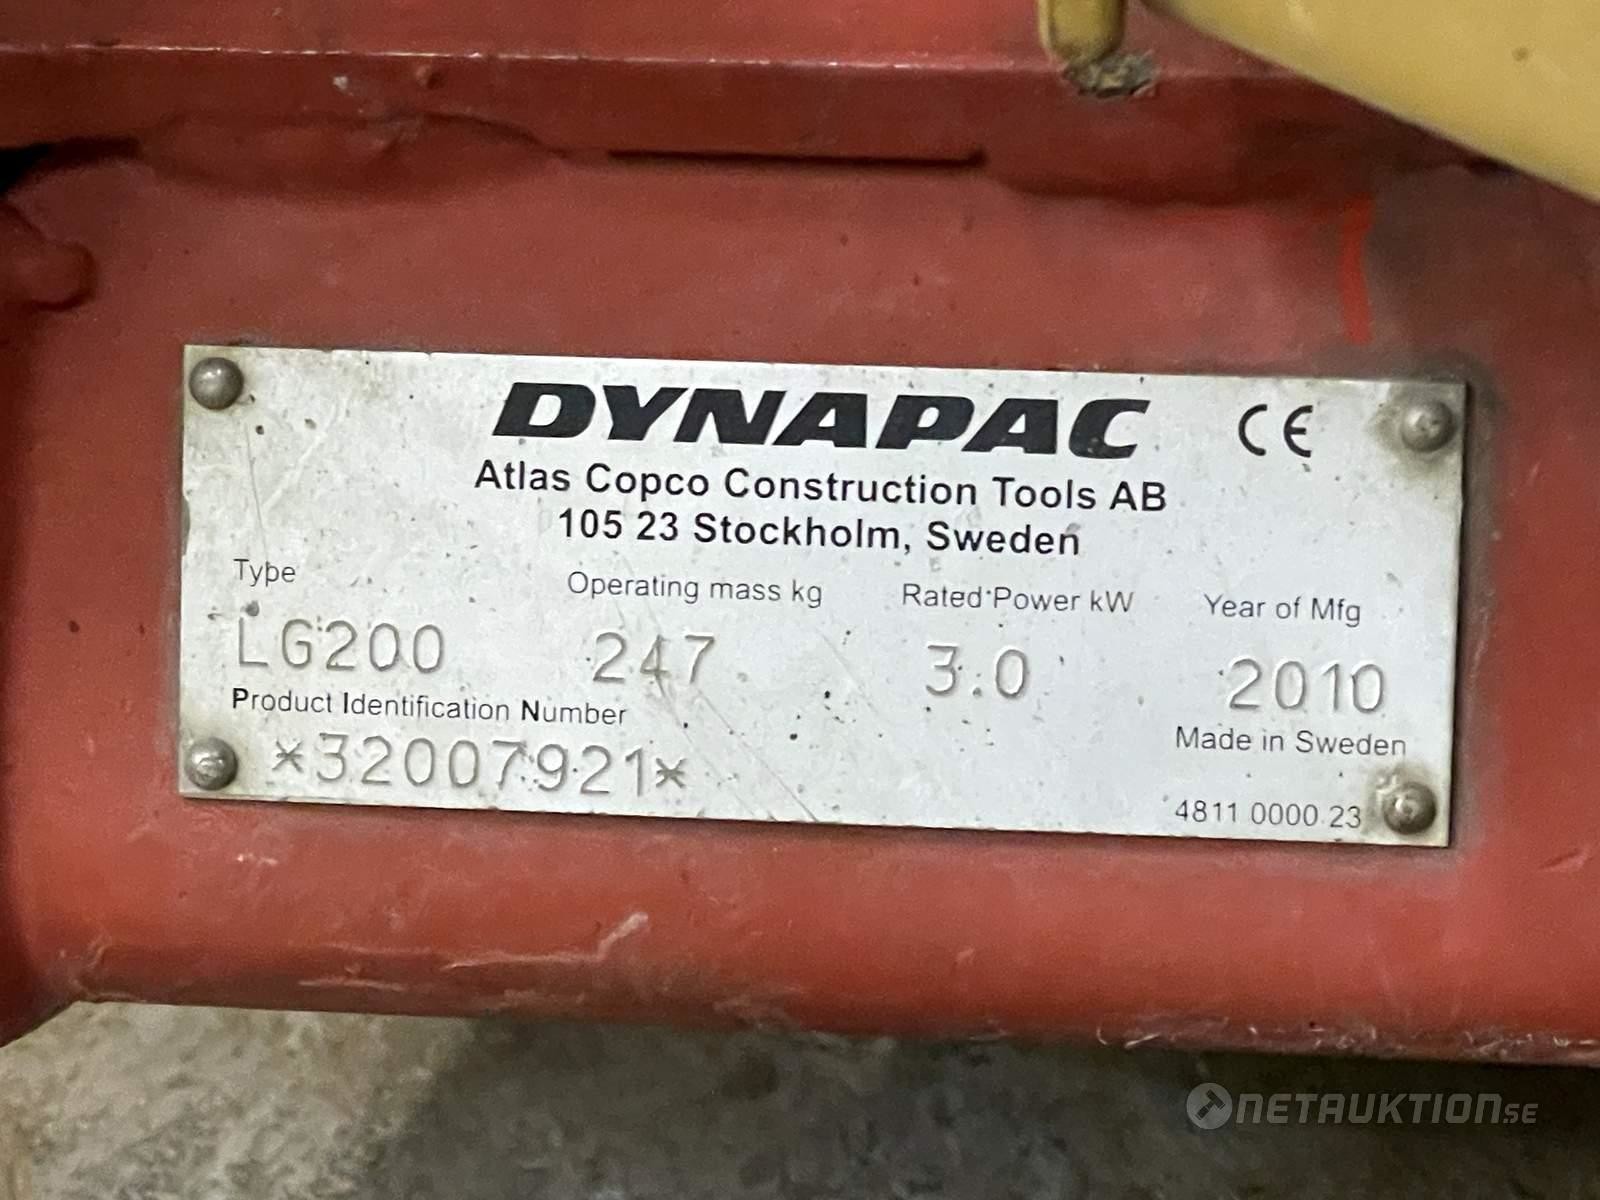 DYNAPAC CE
Atlas Copco Construction Tools AB
105 23 Stockholm, Sweden
Type Operating mass kg Rated Power kW Year of Mfg
LG200 247 3.0 2010
Product Identification Number Made in Sweden
*32007921*
4811 0000 23
NETAUKTION.SE